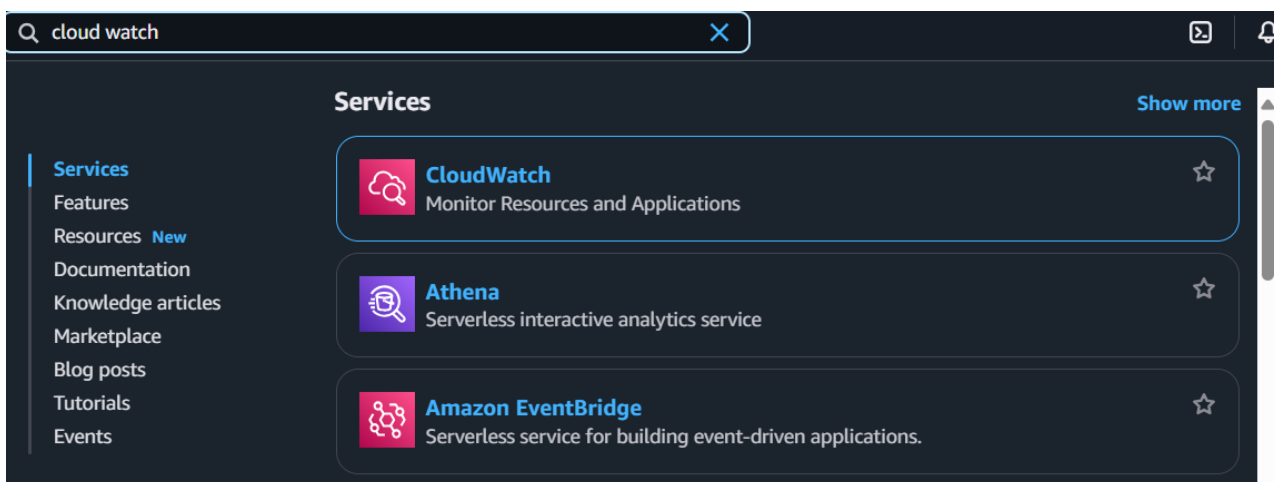 cloud watch
Services
Show more
Services
Features
Resources New
Documentation
Knowledge articles
Marketplace
Blog posts
Tutorials
Events
CloudWatch
Monitor Resources and Applications
Athena
Serverless interactive analytics service
Amazon EventBridge
Serverless service for building event-driven applications.